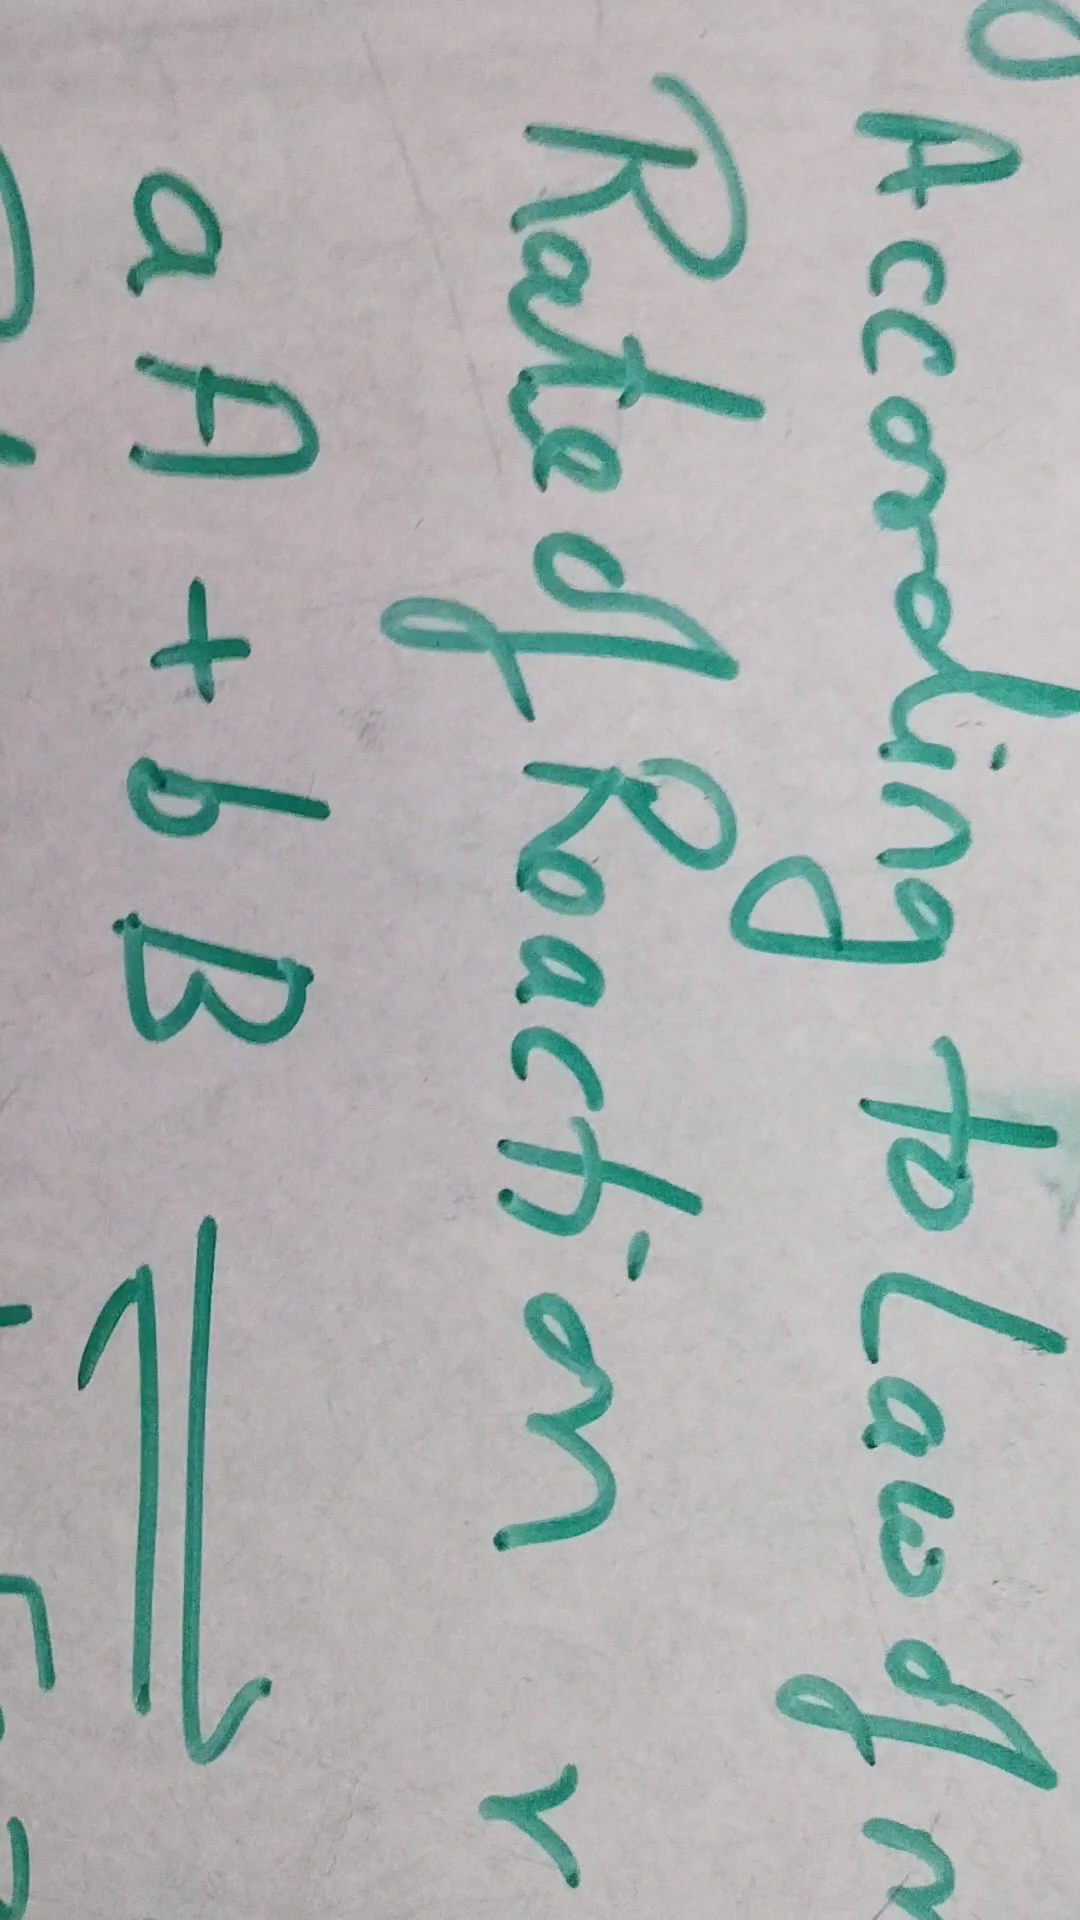 According to Law of
Rate of Reaction
aA + bB ⇌